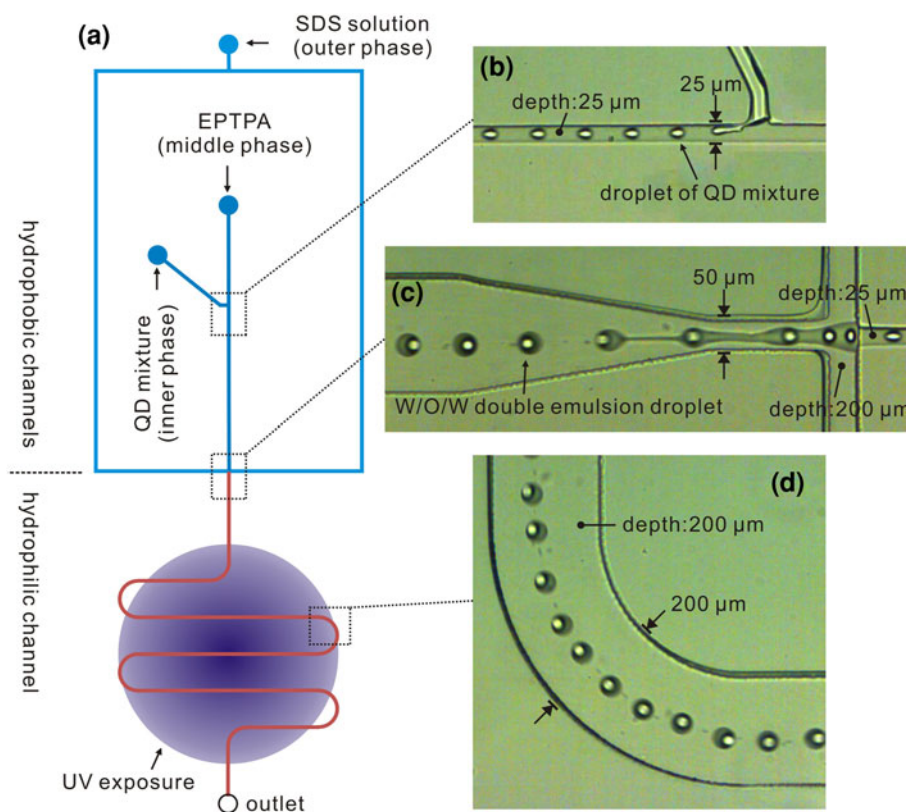 (a)
SDS solution
(outer phase)
EPTPA
(middle phase)
QD mixture
(inner phase)
hydrophobic channels
hydrophilic channel
UV exposure
outlet
(b)
25 µm
depth:25 µm
droplet of QD mixture
(c)
50 µm
depth:25 µm
W/O/W double emulsion droplet
depth:200 µm
(d)
depth:200 µm
200 µm